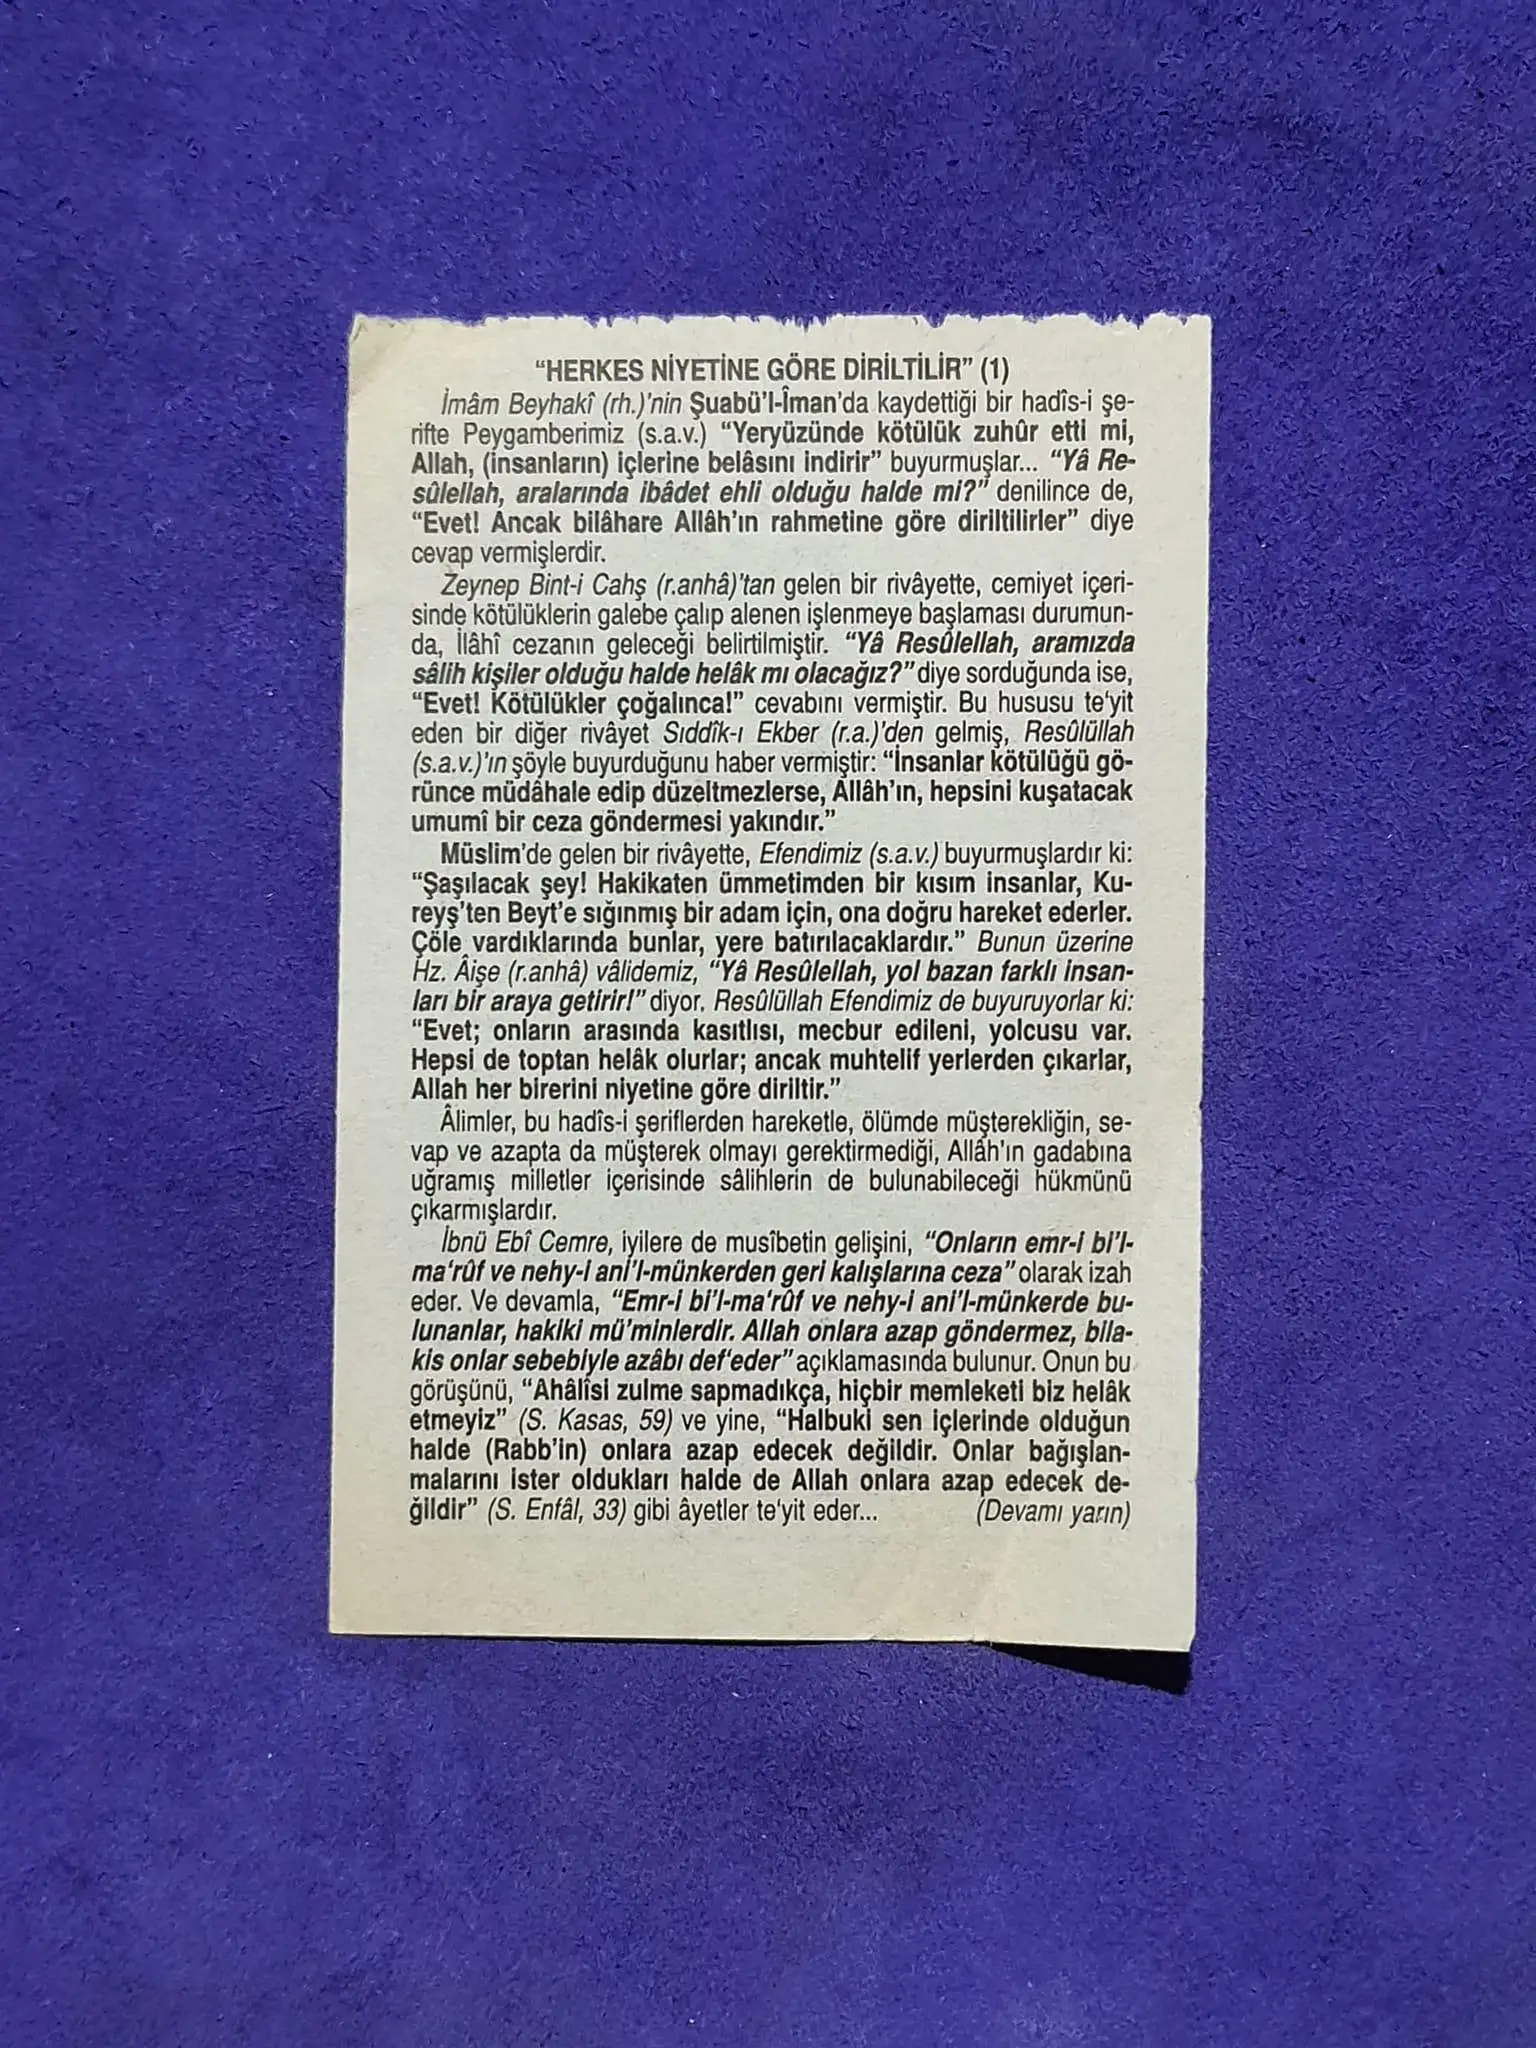 “HERKES NİYETİNE GÖRE DİRİLTİLİR” (1)
İmâm Beyhakî (rh.)'nin Şuabü'l-Îman'da kaydettiği bir hadîs-i şe-
rifte Peygamberimiz (s.a.v.) “Yeryüzünde kötülük zuhûr etti mi,
Allah, (insanların) içlerine belâsını indirir” buyurmuşlar... “Yâ Re-
sûlellah, aralarında ibâdet ehli olduğu halde mi?” denilince de,
“Evet! Ancak bilâhare Allâh'ın rahmetine göre diriltilirler” diye
cevap vermişlerdir.
Zeynep Bint-i Cahş (r.anhâ)'tan gelen bir rivâyette, cemiyet içeri-
sinde kötülüklerin galebe çalıp alenen işlenmeye başlaması durumun-
da, İlâhî cezanın geleceği belirtilmiştir. “Yâ Resûlellah, aramızda
sâlih kişiler olduğu halde helâk mı olacağız?” diye sorduğunda ise,
“Evet! Kötülükler çoğalınca!” cevabını vermiştir. Bu hususu te'yit
eden bir diğer rivâyet Sıddîk-ı Ekber (r.a.)'den gelmiş, Resûlüllah
(s.a.v.)'ın şöyle buyurduğunu haber vermiştir: “İnsanlar kötülüğü gö-
rünce müdâhale edip düzeltmezlerse, Allâh'ın, hepsini kuşatacak
umumî bir ceza göndermesi yakındır.”
Müslim'de gelen bir rivâyette, Efendimiz (s.a.v.) buyurmuşlardır ki:
“Şaşılacak şey! Hakikaten ümmetimden bir kısım insanlar, Ku-
reyş'ten Beyt'e sığınmış bir adam için, ona doğru hareket ederler.
Çöle vardıklarında bunlar, yere batırılacaklardır.” Bunun üzerine
Hz. Âişe (r.anhâ) vâlidemiz, “Yâ Resûlellah, yol bazan farklı insan-
ları bir araya getirir!” diyor. Resûlüllah Efendimiz de buyuruyorlar ki:
“Evet; onların arasında kasıtlısı, mecbur edileni, yolcusu var.
Hepsi de toptan helâk olurlar; ancak muhtelif yerlerden çıkarlar,
Allah her birerini niyetine göre diriltir.”
Âlimler, bu hadîs-i şeriflerden hareketle, ölümde müşterekliğin, se-
vap ve azapta da müşterek olmayı gerektirmediği, Allâh'ın gadabına
uğramış milletler içerisinde sâlihlerin de bulunabileceği hükmünü
çıkarmışlardır.
İbnü Ebî Cemre, iyilere de musîbetin gelişini, “Onların emr-i bi'l-
ma'rûf ve nehy-i ani'l-münkerden geri kalışlarına ceza” olarak izah
eder. Ve devamla, “Emr-i bi'l-ma'rûf ve nehy-i ani'l-münkerde bu-
lunanlar, hakiki mü'minlerdir. Allah onlara azap göndermez, bila-
kis onlar sebebiyle azâbı def'eder” açıklamasında bulunur. Onun bu
görüşünü, “Ahâlîsi zulme sapmadıkça, hiçbir memleketi biz helâk
etmeyiz” (S. Kasas, 59) ve yine, “Halbuki sen içlerinde olduğun
halde (Rabb'in) onlara azap edecek değildir. Onlar bağışlan-
malarını ister oldukları halde de Allah onlara azap edecek de-
ğildir” (S. Enfâl, 33) gibi âyetler te'yit eder... (Devamı yarın)